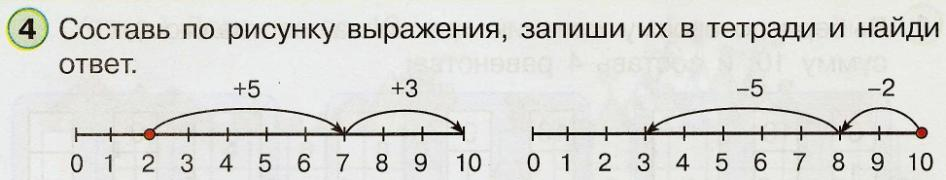 4 Составь по рисунку выражения, запиши их в тетради и найди
ответ.
+5 +3
0 1 2 3 4 5 6 7 8 9 10
−5 −2
0 1 2 3 4 5 6 7 8 9 10